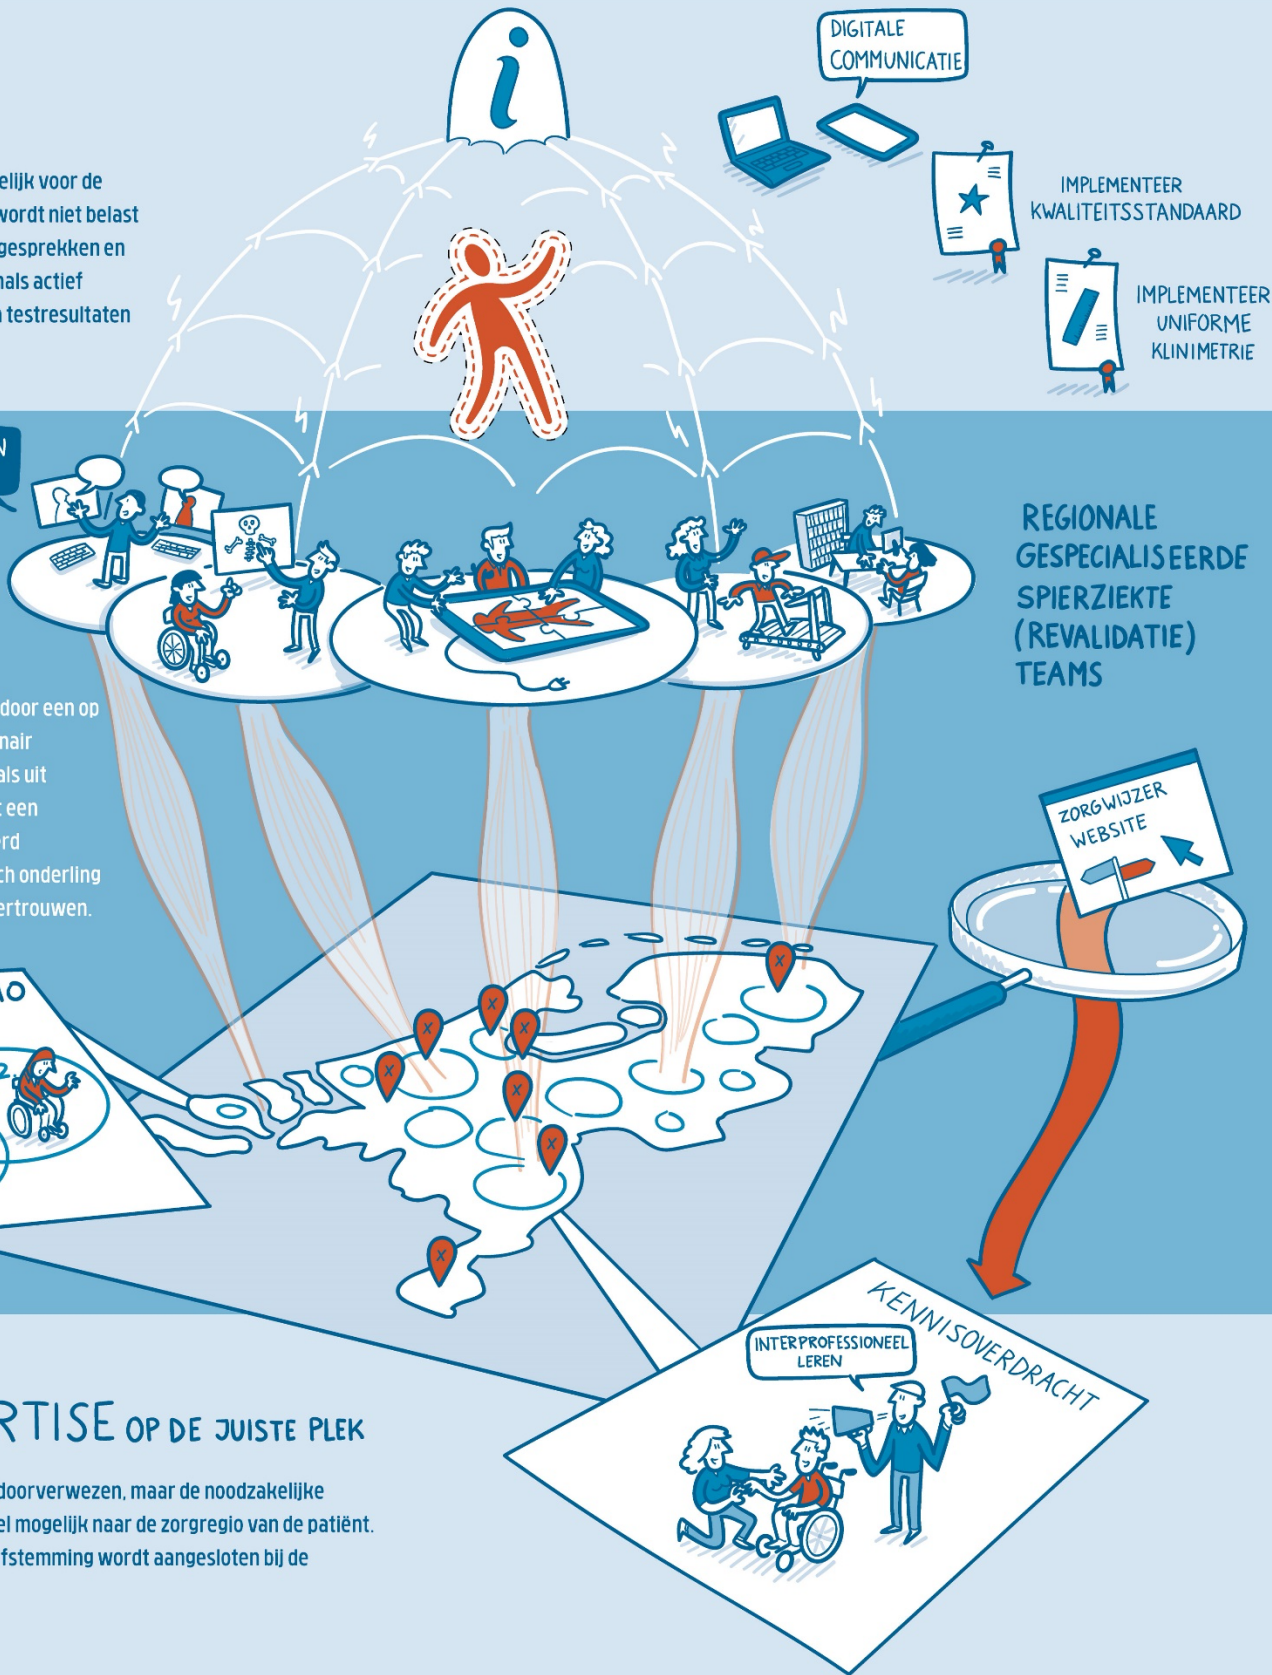 i
DIGITALE
COMMUNICATIE
IMPLEMENTEER
KWALITEITSSTANDAARD
IMPLEMENTEER
UNIFORME
KLINIMETRIE
elijk voor de
wordt niet belast
gesprekken en
nals actief
n testresultaten
N
REGIONALE
GESPECIALISEERDE
SPIERZIEKTE
(REVALIDATIE)
TEAMS
door een op
nair
als uit
t een
erd
ch onderling
ertrouwen.
ZORGWIJZER
WEBSITE
IO
2.
X
X
X
X
X
X
X
X
KENNISOVERDRACHT
INTERPROFESSIONEEL
LEREN
RTISE OP DE JUISTE PLEK
doorverwezen, maar de noodzakelijke
el mogelijk naar de zorgregio van de patiënt.
fstemming wordt aangesloten bij de